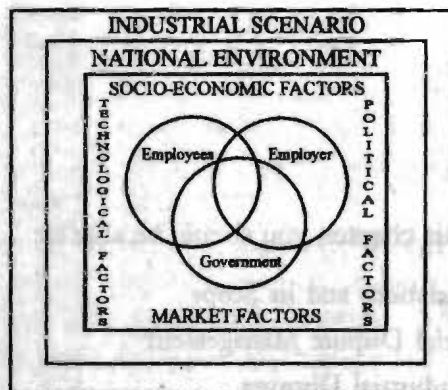 INDUSTRIAL SCENARIO
NATIONAL ENVIRONMENT
SOCIO-ECONOMIC FACTORS
TECHNOLOGICAL FACTORS
POLITICAL FACTORS
Employees
Employer
Government
MARKET FACTORS